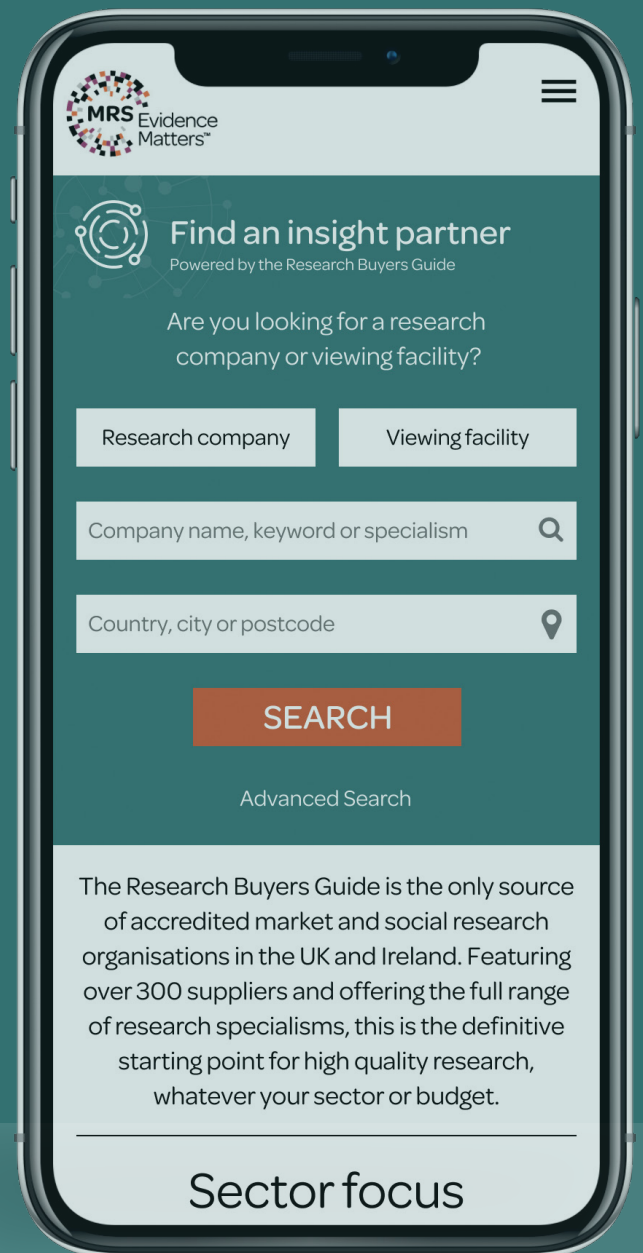 MRS Evidence
Matters™
Find an insight partner
Powered by the Research Buyers Guide
Are you looking for a research
company or viewing facility?
Research company
Viewing facility
Company name, keyword or specialism
Country, city or postcode
SEARCH
Advanced Search
The Research Buyers Guide is the only source
of accredited market and social research
organisations in the UK and Ireland. Featuring
over 300 suppliers and offering the full range
of research specialisms, this is the definitive
starting point for high quality research,
whatever your sector or budget.
Sector focus